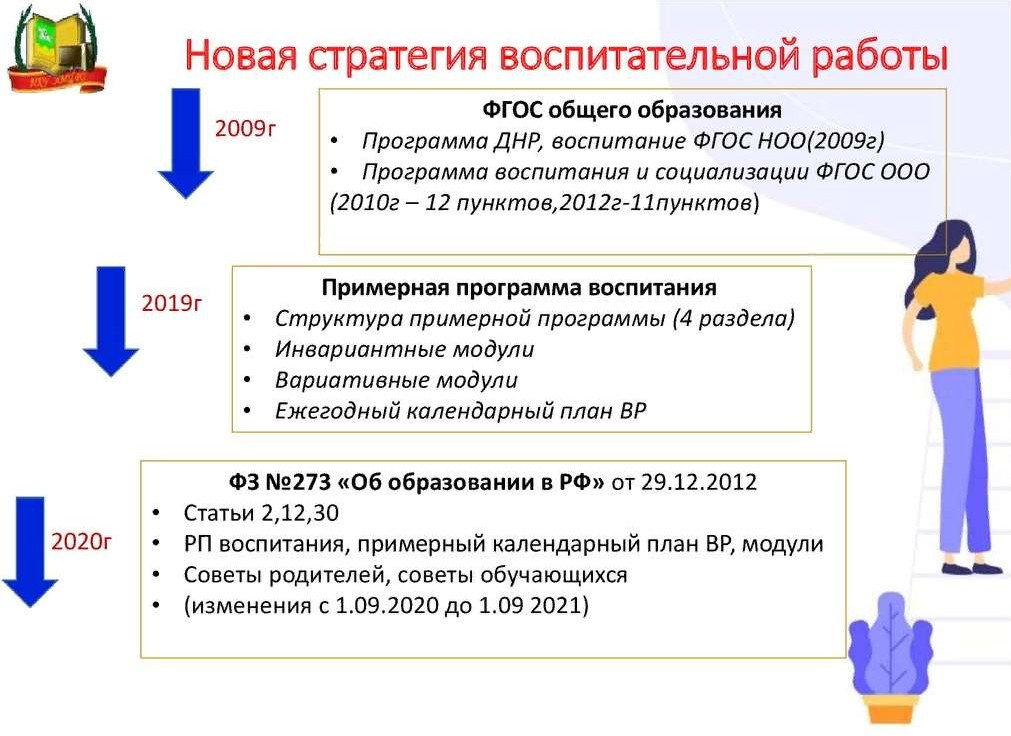 Новая стратегия воспитательной работы
2009г
ФГОС общего образования
• Программа ДНР, воспитание ФГОС НОО(2009г)
• Программа воспитания и социализации ФГОС ООО
(2010г – 12 пунктов,2012г-11пунктов)
2019г
Примерная программа воспитания
• Структура примерной программы (4 раздела)
• Инвариантные модули
• Вариативные модули
• Ежегодный календарный план ВР
2020г
ФЗ №273 «Об образовании в РФ» от 29.12.2012
• Статьи 2,12,30
• РП воспитания, примерный календарный план ВР, модули
• Советы родителей, советы обучающихся
• (изменения с 1.09.2020 до 1.09 2021)